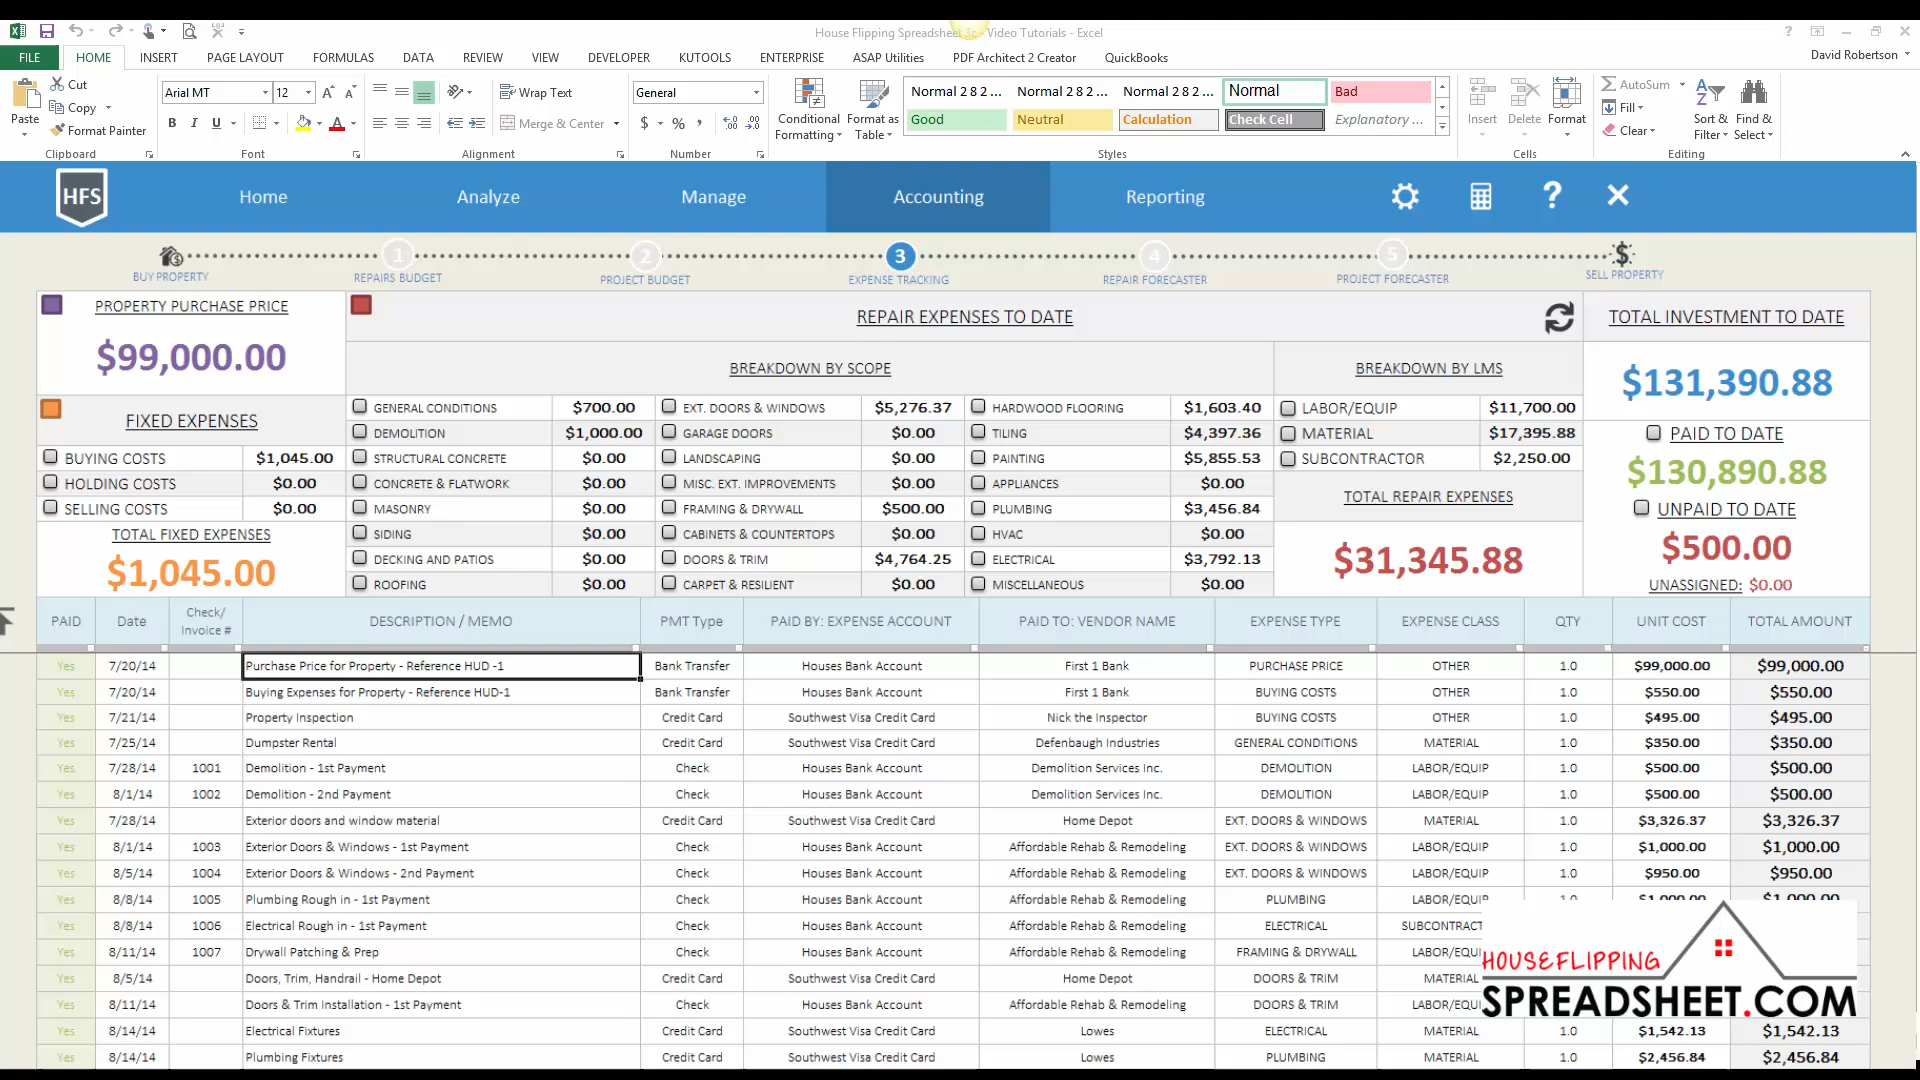 House Flipping Spreadsheet 3z - Video Tutorials - Excel
FILE HOME INSERT PAGE LAYOUT FORMULAS DATA REVIEW VIEW DEVELOPER KUTOOLS ENTERPRISE ASAP Utilities PDF Architect 2 Creator QuickBooks David Robertson
Paste Cut Copy Format Painter Clipboard
Arial MT 12 B I U A A A Font
Wrap Text Merge & Center Alignment
General $ % , Number
Conditional Formatting Format as Table
Normal 2 8 2 ... Normal 2 8 2 ... Normal 2 8 2 ... Normal Bad
Good Neutral Calculation Check Cell Explanatory ...
Styles
Insert Delete Format Cells
AutoSum Fill Clear Sort & Filter Find & Select Editing
HFS Home Analyze Manage Accounting Reporting ?
1 2 3 4 5 $
BUY PROPERTY REPAIRS BUDGET PROJECT BUDGET EXPENSE TRACKING REPAIR FORECASTER PROJECT FORECASTER SELL PROPERTY
PROPERTY PURCHASE PRICE
$99,000.00
FIXED EXPENSES
BUYING COSTS $1,045.00
HOLDING COSTS $0.00
SELLING COSTS $0.00
TOTAL FIXED EXPENSES
$1,045.00
REPAIR EXPENSES TO DATE
BREAKDOWN BY SCOPE
GENERAL CONDITIONS $700.00 EXT. DOORS & WINDOWS $5,276.37 HARDWOOD FLOORING $1,603.40
DEMOLITION $1,000.00 GARAGE DOORS $0.00 TILING $4,397.36
STRUCTURAL CONCRETE $0.00 LANDSCAPING $0.00 PAINTING $5,855.53
CONCRETE & FLATWORK $0.00 MISC. EXT. IMPROVEMENTS $0.00 APPLIANCES $0.00
MASONRY $0.00 FRAMING & DRYWALL $500.00 PLUMBING $3,456.84
SIDING $0.00 CABINETS & COUNTERTOPS $0.00 HVAC $0.00
DECKING AND PATIOS $0.00 DOORS & TRIM $4,764.25 ELECTRICAL $3,792.13
ROOFING $0.00 CARPET & RESILIENT $0.00 MISCELLANEOUS $0.00
BREAKDOWN BY LMS
LABOR/EQUIP $11,700.00
MATERIAL $17,395.88
SUBCONTRACTOR $2,250.00
TOTAL REPAIR EXPENSES
$31,345.88
TOTAL INVESTMENT TO DATE
$131,390.88
PAID TO DATE
$130,890.88
UNPAID TO DATE
$500.00
UNASSIGNED: $0.00
PAID Date Check/ Invoice # DESCRIPTION / MEMO PMT Type PAID BY: EXPENSE ACCOUNT PAID TO: VENDOR NAME EXPENSE TYPE EXPENSE CLASS QTY UNIT COST TOTAL AMOUNT
Yes 7/20/14 Purchase Price for Property - Reference HUD -1 Bank Transfer Houses Bank Account First 1 Bank PURCHASE PRICE OTHER 1.0 $99,000.00 $99,000.00
Yes 7/20/14 Buying Expenses for Property - Reference HUD-1 Bank Transfer Houses Bank Account First 1 Bank BUYING COSTS OTHER 1.0 $550.00 $550.00
Yes 7/21/14 Property Inspection Credit Card Southwest Visa Credit Card Nick the Inspector BUYING COSTS OTHER 1.0 $495.00 $495.00
Yes 7/25/14 Dumpster Rental Credit Card Southwest Visa Credit Card Defenbaugh Industries GENERAL CONDITIONS MATERIAL 1.0 $350.00 $350.00
Yes 7/28/14 1001 Demolition - 1st Payment Check Houses Bank Account Demolition Services Inc. DEMOLITION LABOR/EQUIP 1.0 $500.00 $500.00
Yes 8/1/14 1002 Demolition - 2nd Payment Check Houses Bank Account Demolition Services Inc. DEMOLITION LABOR/EQUIP 1.0 $500.00 $500.00
Yes 7/28/14 Exterior doors and window material Credit Card Southwest Visa Credit Card Home Depot EXT. DOORS & WINDOWS MATERIAL 1.0 $3,326.37 $3,326.37
Yes 8/1/14 1003 Exterior Doors & Windows - 1st Payment Check Houses Bank Account Affordable Rehab & Remodeling EXT. DOORS & WINDOWS LABOR/EQUIP 1.0 $1,000.00 $1,000.00
Yes 8/5/14 1004 Exterior Doors & Windows - 2nd Payment Check Houses Bank Account Affordable Rehab & Remodeling EXT. DOORS & WINDOWS LABOR/EQUIP 1.0 $950.00 $950.00
Yes 8/8/14 1005 Plumbing Rough in - 1st Payment Check Houses Bank Account Affordable Rehab & Remodeling PLUMBING LABOR/EQUIP 1.0 $1,000.00 $1,000.00
Yes 8/8/14 1006 Electrical Rough in - 1st Payment Check Houses Bank Account Affordable Rehab & Remodeling ELECTRICAL SUBCONTRACT
Yes 8/11/14 1007 Drywall Patching & Prep Check Houses Bank Account Affordable Rehab & Remodeling FRAMING & DRYWALL LABOR/EQU
Yes 8/5/14 Doors, Trim, Handrail - Home Depot Credit Card Southwest Visa Credit Card Home Depot DOORS & TRIM MATERIAL
Yes 8/11/14 Doors & Trim Installation - 1st Payment Check Houses Bank Account Affordable Rehab & Remodeling DOORS & TRIM LABOR/EQU
Yes 8/14/14 Electrical Fixtures Credit Card Southwest Visa Credit Card Lowes ELECTRICAL MATERIAL 1.0 $1,542.13 $1,542.13
Yes 8/14/14 Plumbing Fixtures Credit Card Southwest Visa Credit Card Lowes PLUMBING MATERIAL 1.0 $2,456.84 $2,456.84
HOUSEFLIPPING
SPREADSHEET.COM